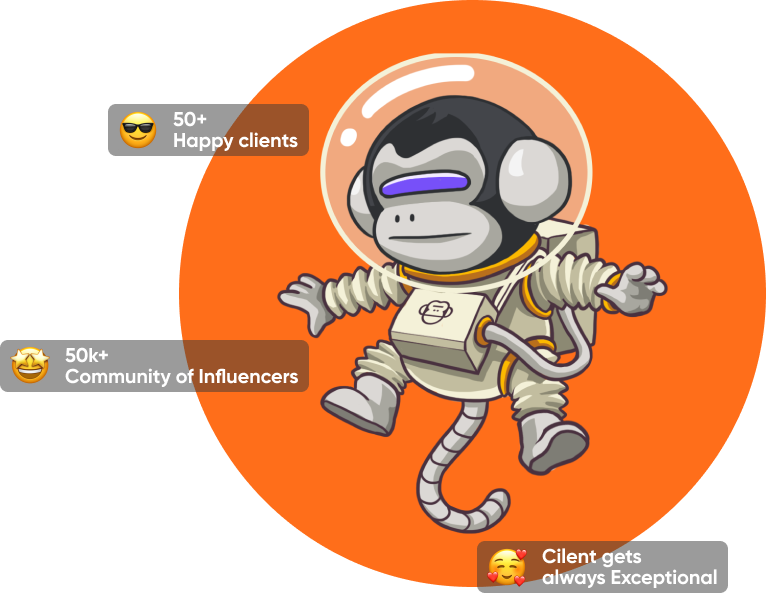 50+
Happy clients
50k+
Community of Influencers
Cilent gets
always Exceptional